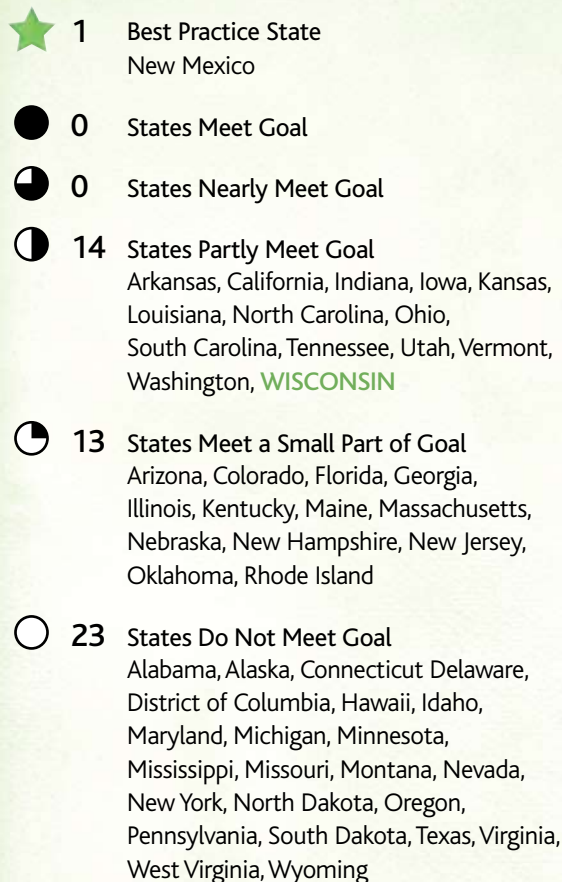 1 Best Practice State
New Mexico
0 States Meet Goal
0 States Nearly Meet Goal
14 States Partly Meet Goal
Arkansas, California, Indiana, Iowa, Kansas,
Louisiana, North Carolina, Ohio,
South Carolina, Tennessee, Utah, Vermont,
Washington, WISCONSIN
13 States Meet a Small Part of Goal
Arizona, Colorado, Florida, Georgia,
Illinois, Kentucky, Maine, Massachusetts,
Nebraska, New Hampshire, New Jersey,
Oklahoma, Rhode Island
23 States Do Not Meet Goal
Alabama, Alaska, Connecticut Delaware,
District of Columbia, Hawaii, Idaho,
Maryland, Michigan, Minnesota,
Mississippi, Missouri, Montana, Nevada,
New York, North Dakota, Oregon,
Pennsylvania, South Dakota, Texas, Virginia,
West Virginia, Wyoming